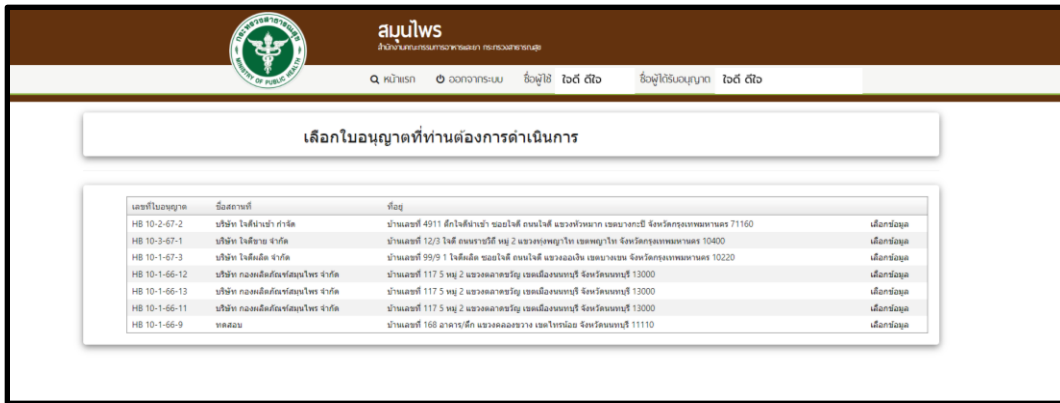 กระทรวงสาธารณสุข
MINISTRY OF PUBLIC HEALTH
สมุนไพร
สำนักงานคณะกรรมการอาหารและยา กระทรวงสาธารณสุข
หน้าแรก ออกจากระบบ ชื่อผู้ใช้ ใจดี ดีใจ ชื่อผู้ได้รับอนุญาต ใจดี ดีใจ
เลือกใบอนุญาตที่ท่านต้องการดำเนินการ
เลขที่ใบอนุญาต ชื่อสถานที่ ที่อยู่
HB 10-2-67-2 บริษัท ใจดีนำเข้า กำจัด บ้านเลขที่ 4911 ตึกใจดีนำเข้า ซอยใจดี ถนนใจดี แขวงหัวหมาก เขตบางกะปิ จังหวัดกรุงเทพมหานคร 71160 เลือกข้อมูล
HB 10-3-67-1 บริษัท ใจดีขาย จำกัด บ้านเลขที่ 12/3 ใจดี ถนนราชวิถี หมู่ 2 แขวงทุ่งพญาไท เขตพญาไท จังหวัดกรุงเทพมหานคร 10400 เลือกข้อมูล
HB 10-1-67-3 บริษัท ใจดีผลิต จำกัด บ้านเลขที่ 99/9 1 ใจดีผลิต ซอยใจดี ถนนใจดี แขวงออเงิน เขตบางเขน จังหวัดกรุงเทพมหานคร 10220 เลือกข้อมูล
HB 10-1-66-12 บริษัท กองผลิตภัณฑ์สมุนไพร จำกัด บ้านเลขที่ 117 5 หมู่ 2 แขวงตลาดขวัญ เขตเมืองนนทบุรี จังหวัดนนทบุรี 13000 เลือกข้อมูล
HB 10-1-66-13 บริษัท กองผลิตภัณฑ์สมุนไพร จำกัด บ้านเลขที่ 117 5 หมู่ 2 แขวงตลาดขวัญ เขตเมืองนนทบุรี จังหวัดนนทบุรี 13000 เลือกข้อมูล
HB 10-1-66-11 บริษัท กองผลิตภัณฑ์สมุนไพร จำกัด บ้านเลขที่ 117 5 หมู่ 2 แขวงตลาดขวัญ เขตเมืองนนทบุรี จังหวัดนนทบุรี 13000 เลือกข้อมูล
HB 10-1-66-9 ทดสอบ บ้านเลขที่ 168 อาคาร/ตึก แขวงคลองขวาง เขตไทรน้อย จังหวัดนนทบุรี 11110 เลือกข้อมูล